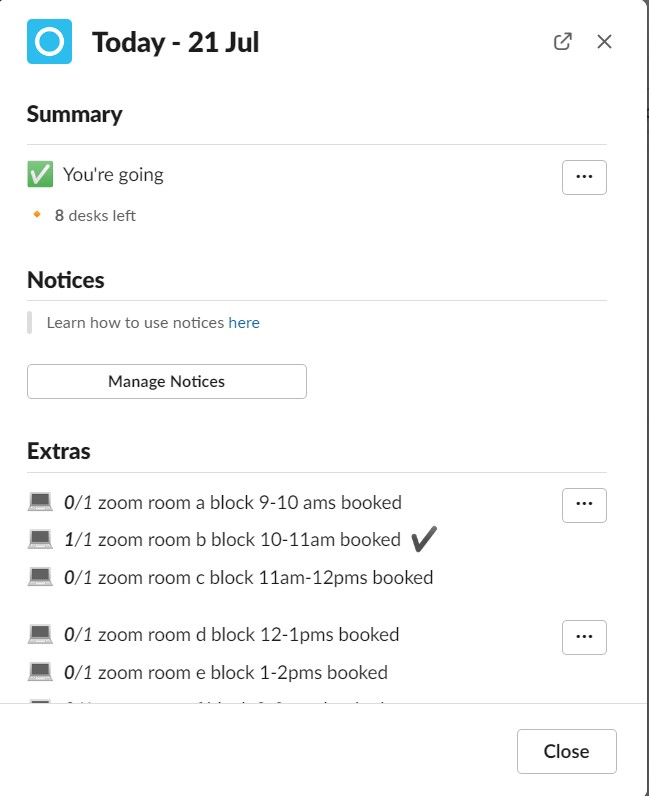 Today - 21 Jul
Summary
You're going
8 desks left
Notices
Learn how to use notices here
Manage Notices
Extras
0/1 zoom room a block 9-10 ams booked
1/1 zoom room b block 10-11am booked
0/1 zoom room c block 11am-12pms booked
0/1 zoom room d block 12-1pms booked
0/1 zoom room e block 1-2pms booked
Close